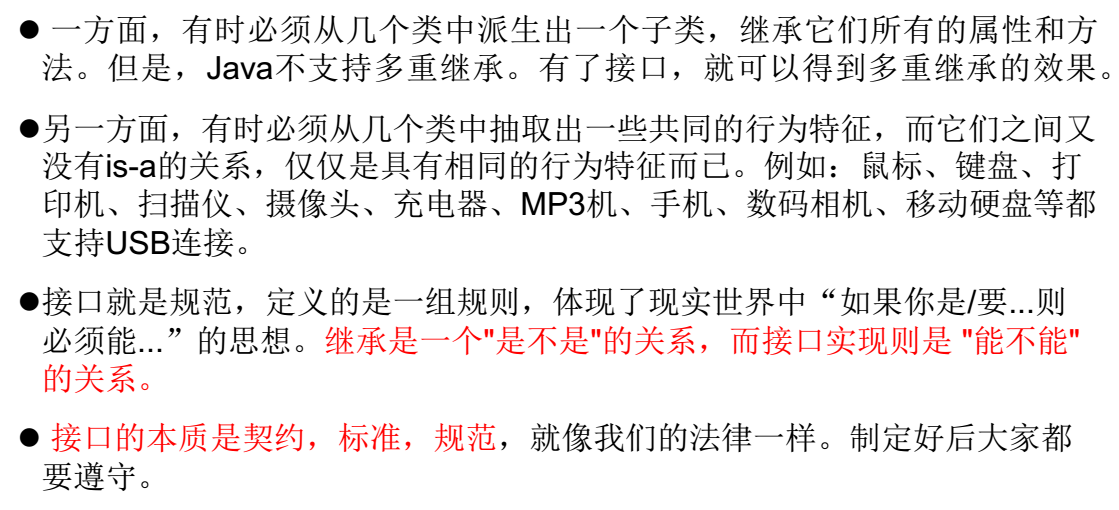 ● 一方面，有时必须从几个类中派生出一个子类，继承它们所有的属性和方
法。但是，Java不支持多重继承。有了接口，就可以得到多重继承的效果。
●另一方面，有时必须从几个类中抽取出一些共同的行为特征，而它们之间又
没有is-a的关系，仅仅是具有相同的行为特征而已。例如：鼠标、键盘、打
印机、扫描仪、摄像头、充电器、MP3机、手机、数码相机、移动硬盘等都
支持USB连接。
●接口就是规范，定义的是一组规则，体现了现实世界中“如果你是/要...则
必须能...”的思想。继承是一个"是不是"的关系，而接口实现则是 "能不能"
的关系。
● 接口的本质是契约，标准，规范，就像我们的法律一样。制定好后大家都
要遵守。